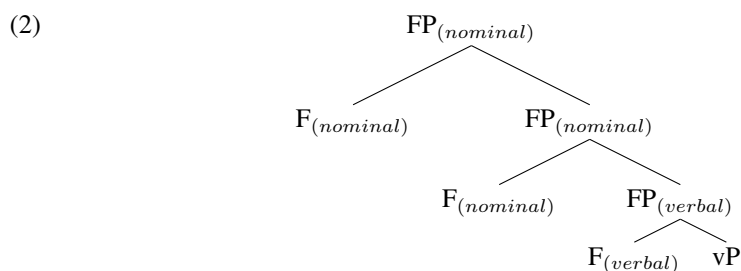 (2)
FP(nominal)
F(nominal) FP(nominal)
F(nominal) FP(verbal)
F(verbal) vP